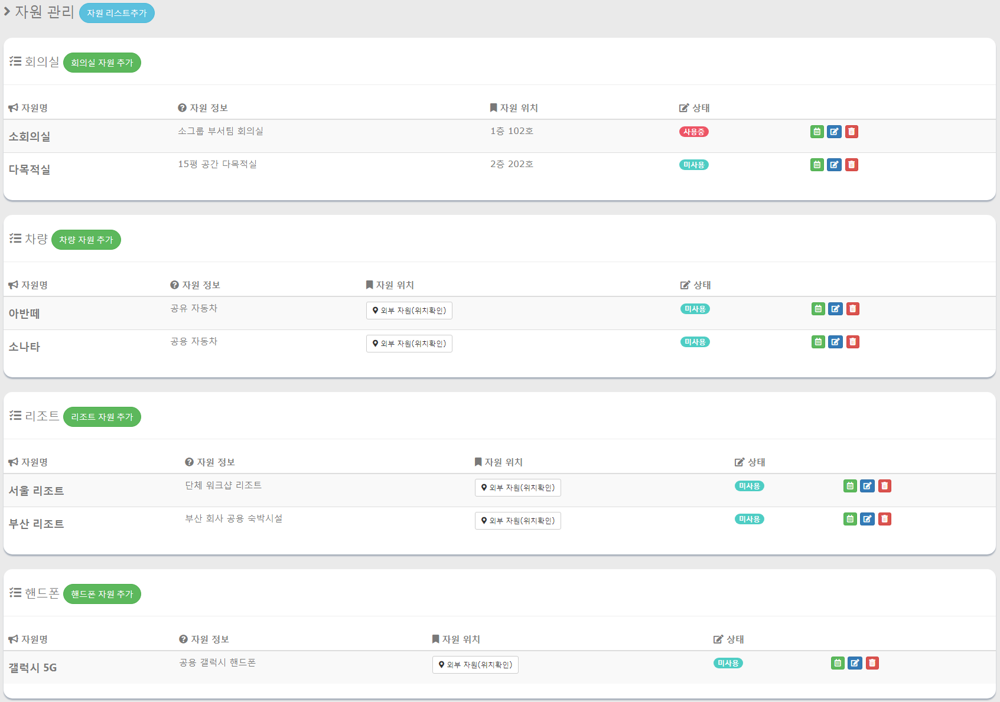 자원 관리 자원 리스트추가
회의실 회의실 자원 추가
자원명 자원 정보 자원 위치 상태
소회의실 소그룹 부서팀 회의실 1층 102호 사용중
다목적실 15평 공간 다목적실 2층 202호 미사용
차량 차량 자원 추가
자원명 자원 정보 자원 위치 상태
아반떼 공유 자동차 외부 자원(위치확인) 미사용
소나타 공용 자동차 외부 자원(위치확인) 미사용
리조트 리조트 자원 추가
자원명 자원 정보 자원 위치 상태
서울 리조트 단체 워크샵 리조트 외부 자원(위치확인) 미사용
부산 리조트 부산 회사 공용 숙박시설 외부 자원(위치확인) 미사용
핸드폰 핸드폰 자원 추가
자원명 자원 정보 자원 위치 상태
갤럭시 5G 공용 갤럭시 핸드폰 외부 자원(위치확인) 미사용